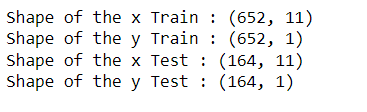 Shape of the x Train : (652, 11)
Shape of the y Train : (652, 1)
Shape of the x Test : (164, 11)
Shape of the y Test : (164, 1)